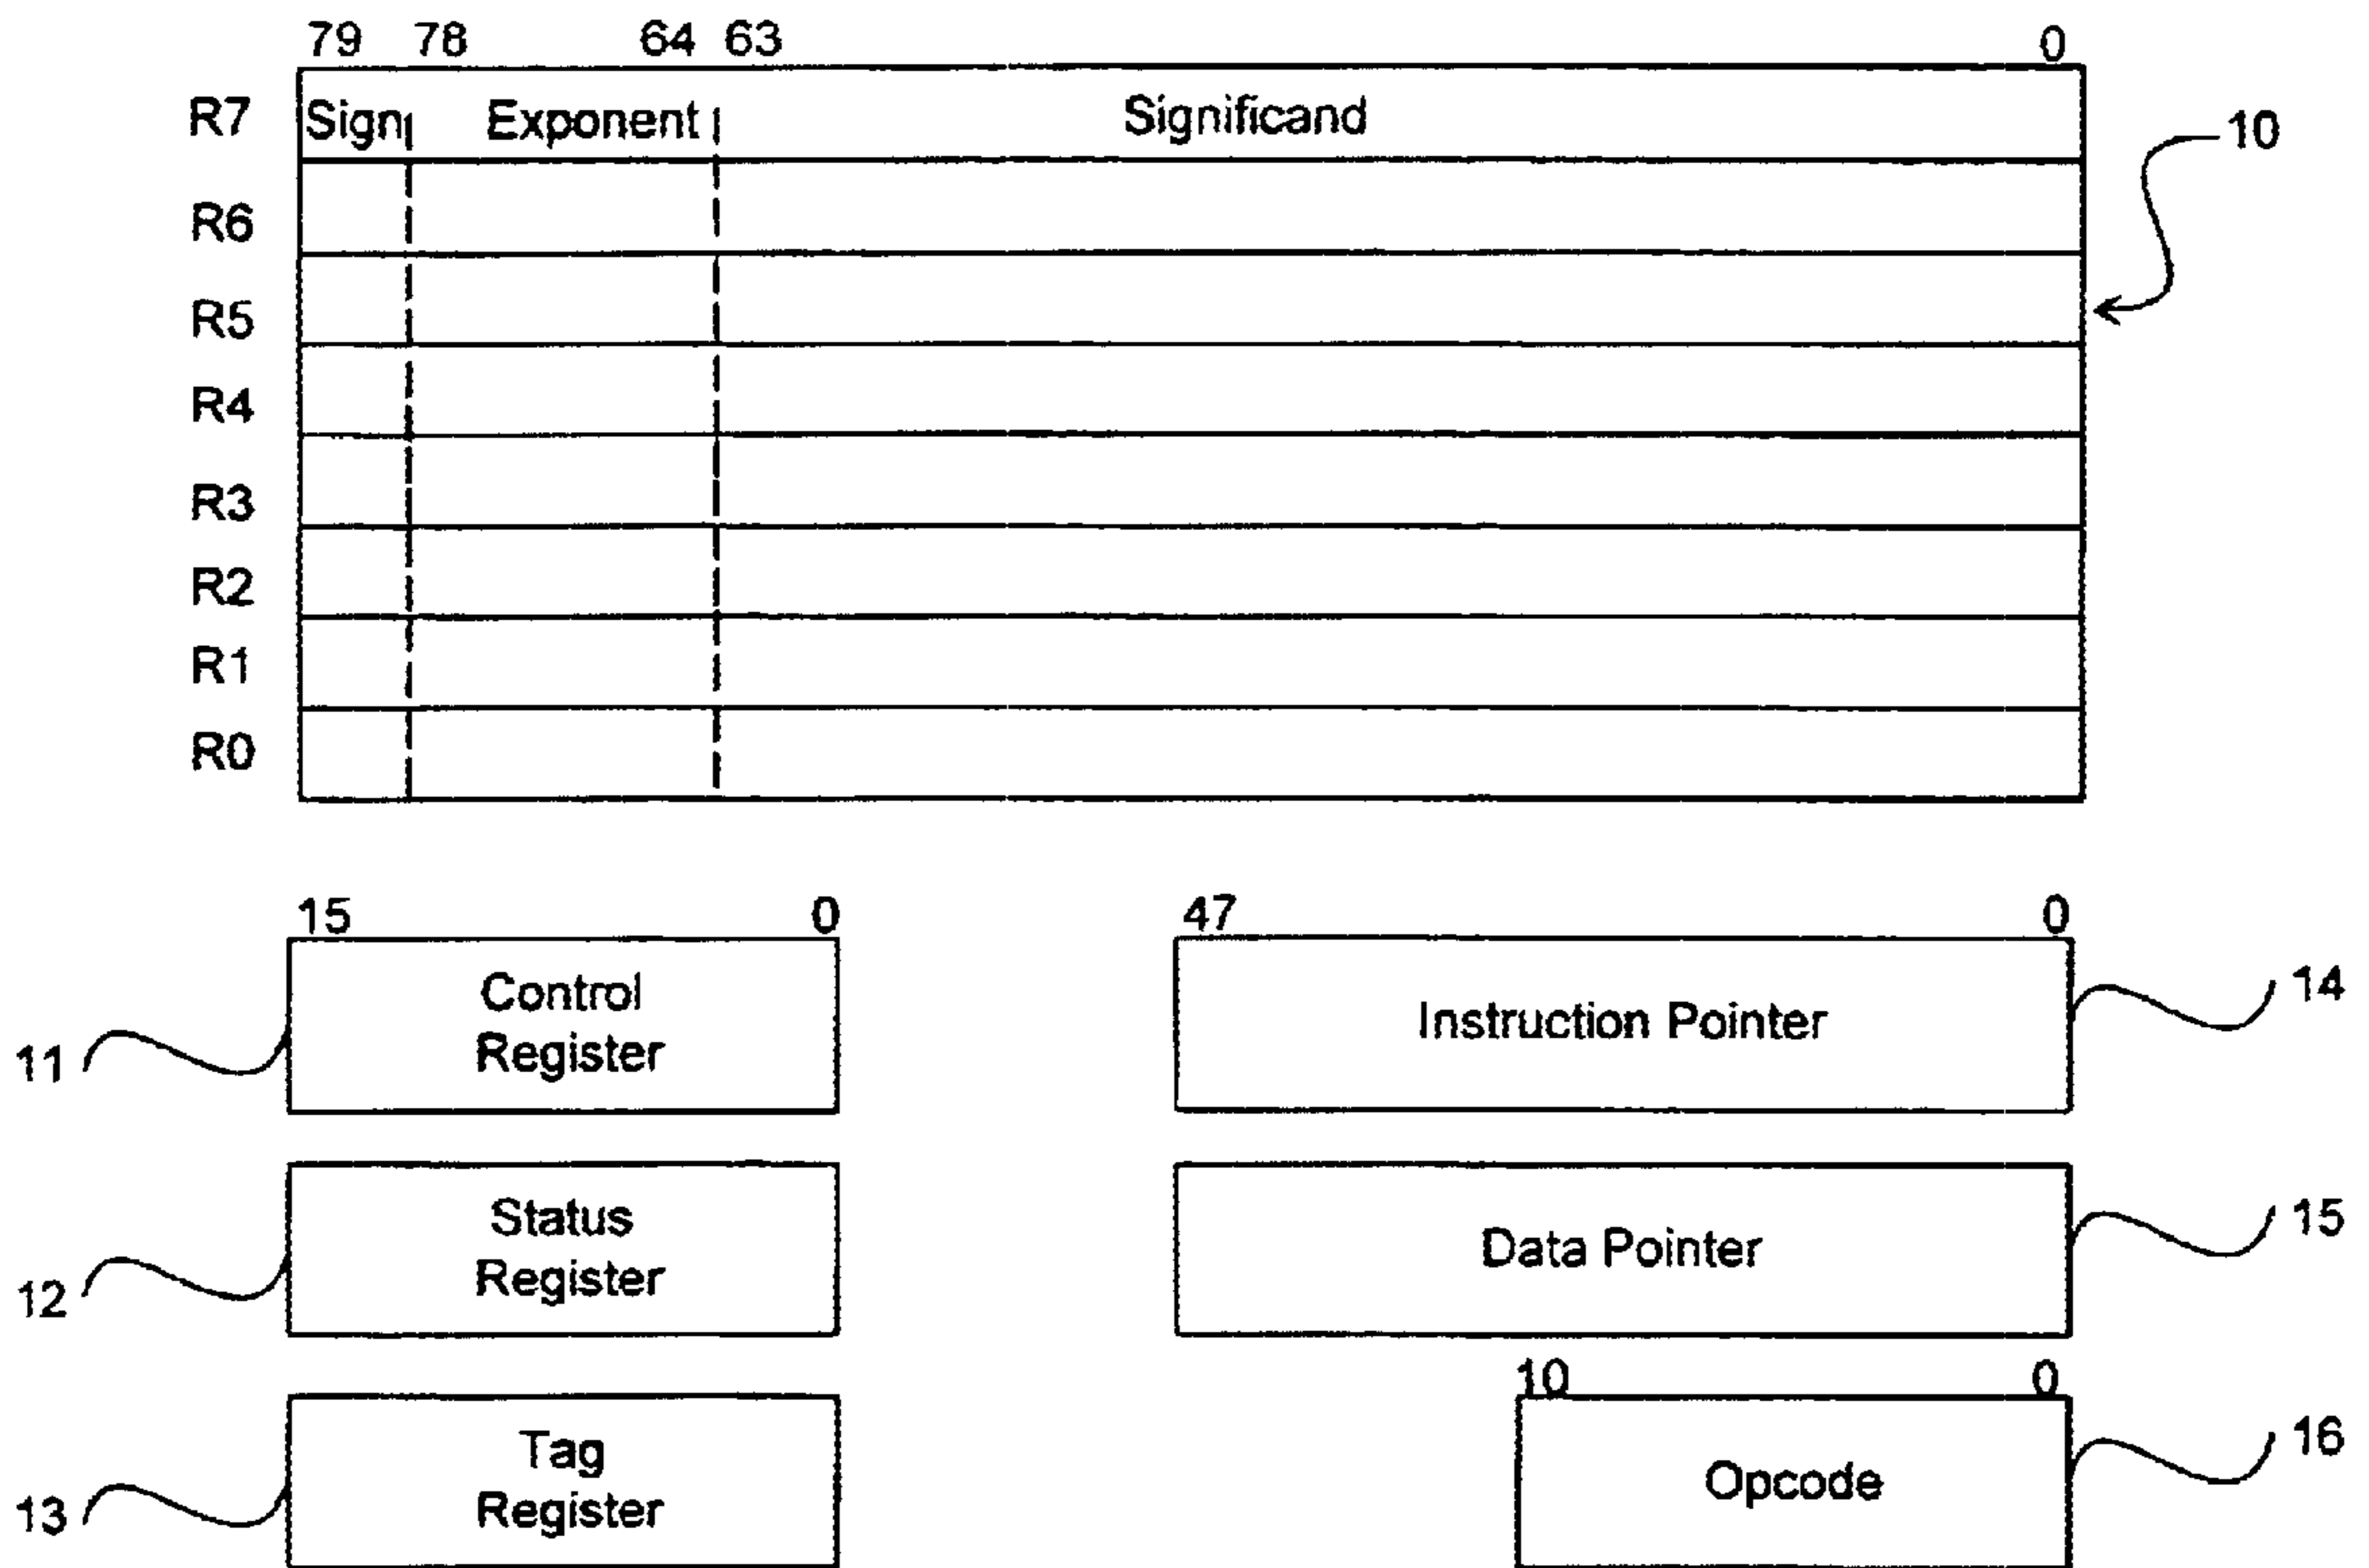 79 78 64 63 0
R7 Sign Exponent Significand
10
R6
R5
R4
R3
R2
R1
R0
15 0 47 0
Control
Register
11
Instruction Pointer
14
Status
Register
12
Data Pointer
15
10 0
Tag
Register
13
Opcode
16